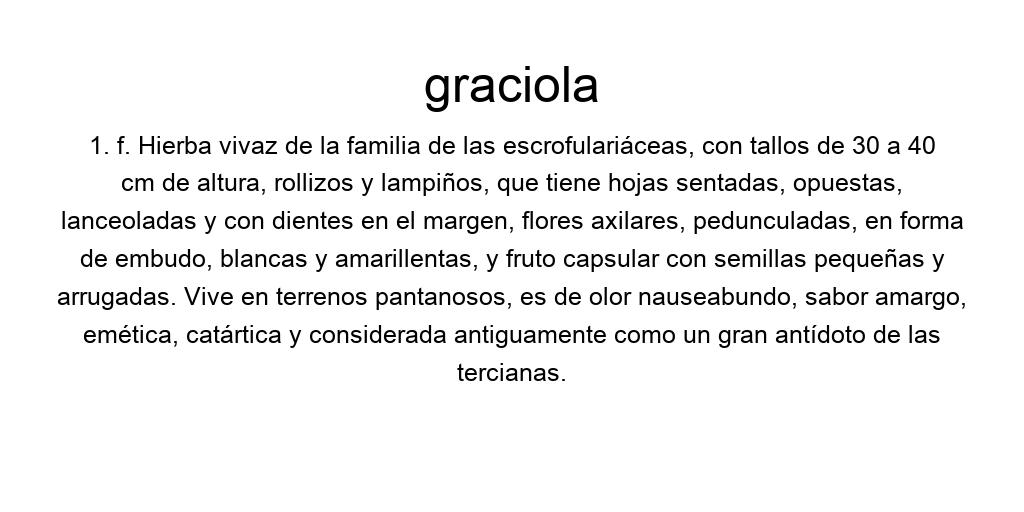 graciola
1. f. Hierba vivaz de la familia de las escrofulariáceas, con tallos de 30 a 40
cm de altura, rollizos y lampiños, que tiene hojas sentadas, opuestas,
lanceoladas y con dientes en el margen, flores axilares, pedunculadas, en forma
de embudo, blancas y amarillentas, y fruto capsular con semillas pequeñas y
arrugadas. Vive en terrenos pantanosos, es de olor nauseabundo, sabor amargo,
emética, catártica y considerada antiguamente como un gran antídoto de las
tercianas.